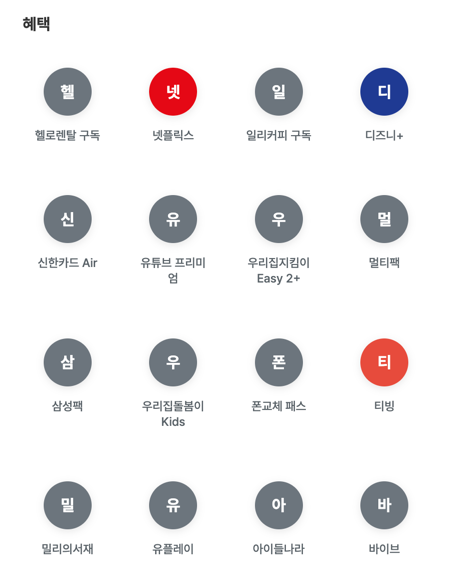 혜택
헬
넷
일
디
헬로렌탈 구독
넷플릭스
일리커피 구독
디즈니+
신
유
우
멀
신한카드 Air
유튜브 프리미
엄
우리집지킴이
Easy 2+
멀티팩
삼
우
폰
티
삼성팩
우리집돌봄이
Kids
폰교체 패스
티빙
밀
유
아
바
밀리의서재
유플레이
아이들나라
바이브